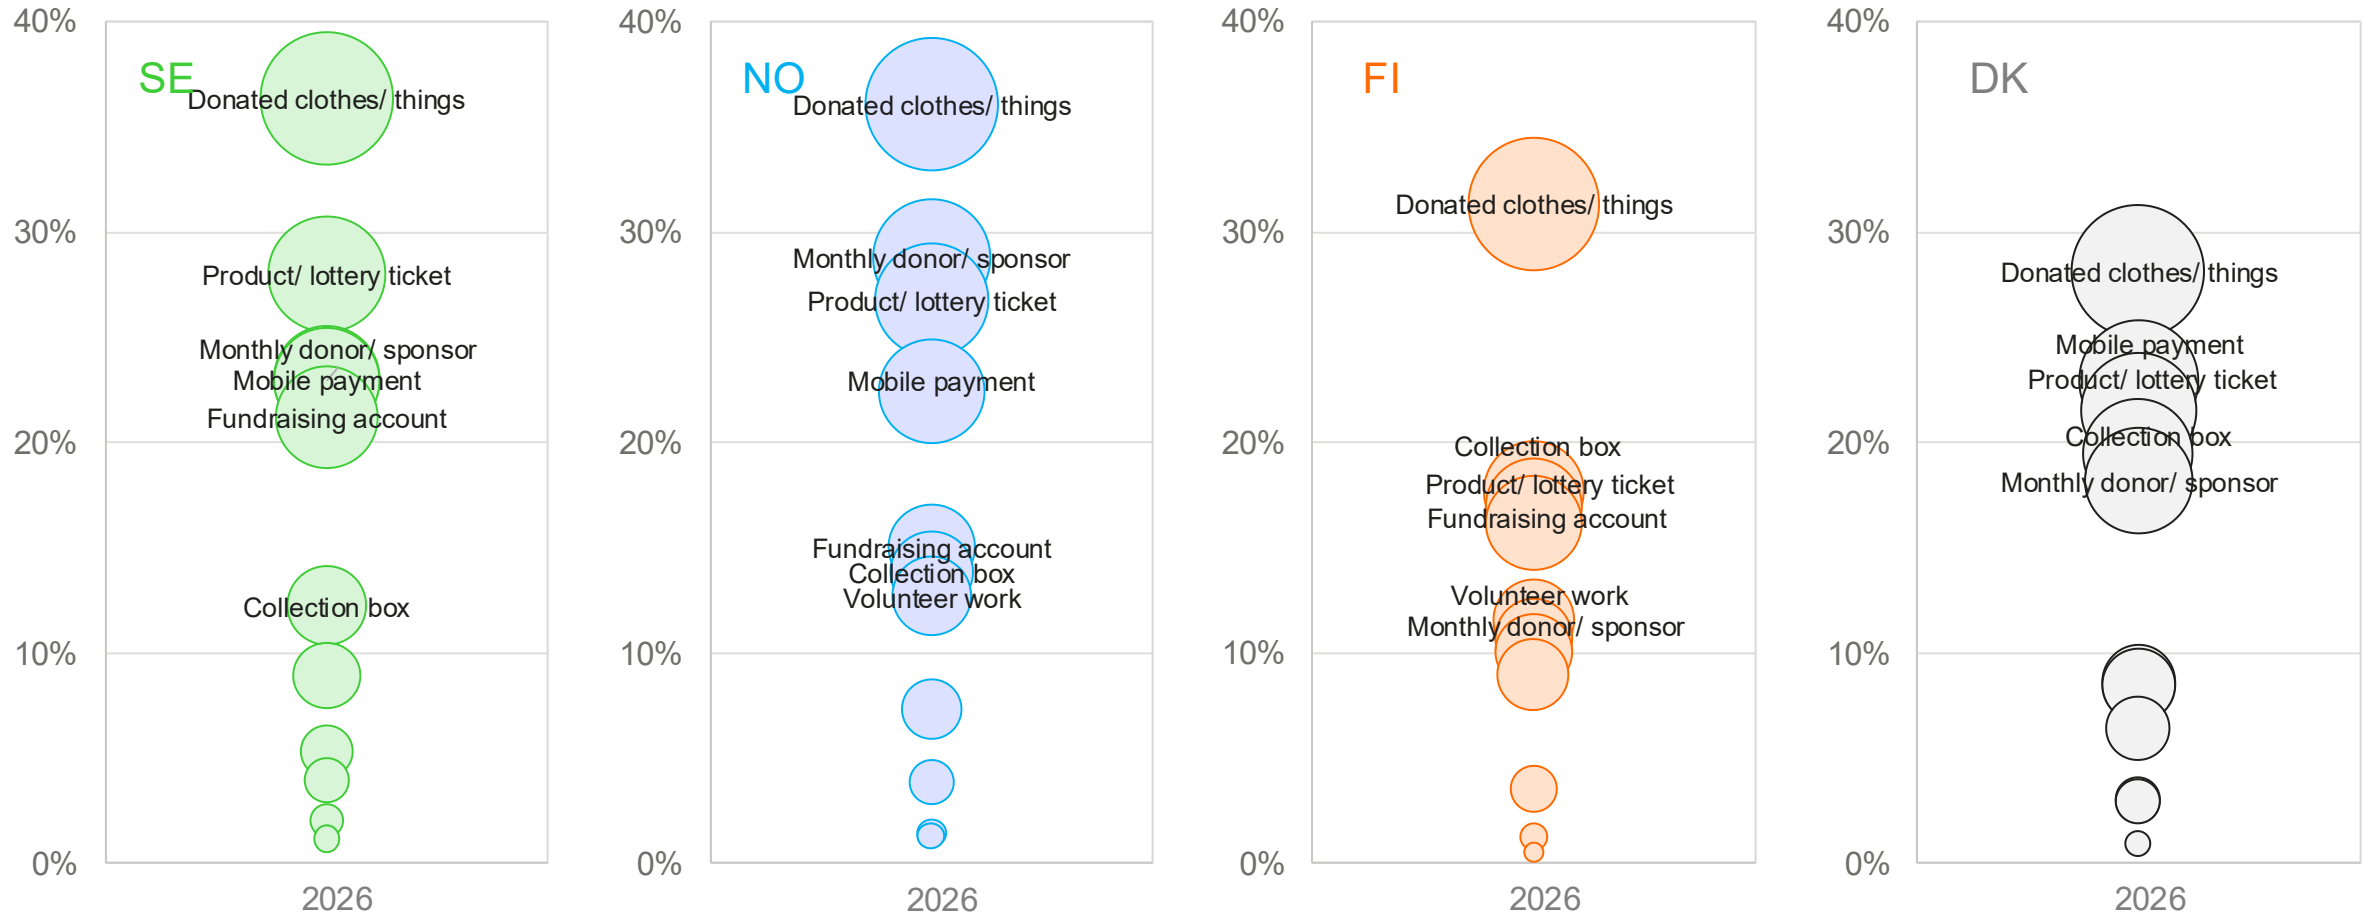 40%
SE
Donated clothes/ things
30%
Product/ lottery ticket
Monthly donor/ sponsor
Mobile payment
Fundraising account
20%
Collection box
10%
0%
2026
40%
NO
Donated clothes/ things
30%
Monthly donor/ sponsor
Product/ lottery ticket
Mobile payment
20%
Fundraising account
Collection box
Volunteer work
10%
0%
2026
40%
FI
30%
Donated clothes/ things
20%
Collection box
Product/ lottery ticket
Fundraising account
Volunteer work
Monthly donor/ sponsor
10%
0%
2026
40%
DK
30%
Donated clothes/ things
Mobile payment
Product/ lottery ticket
20%
Collection box
Monthly donor/ sponsor
10%
0%
2026